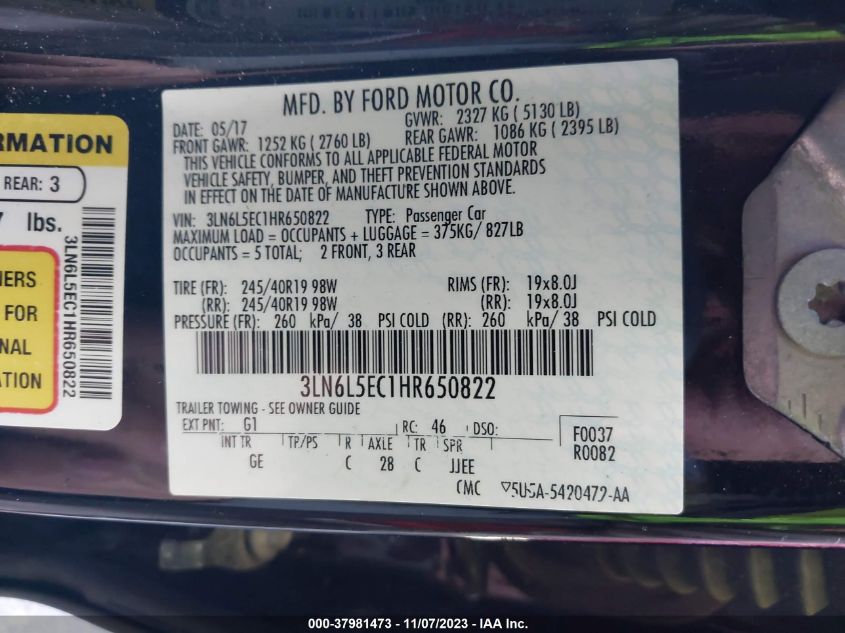 MFD. BY FORD MOTOR CO.
DATE: 05/17 GVWR: 2327 KG ( 5130 LB)
FRONT GAWR: 1252 KG ( 2760 LB) REAR GAWR: 1086 KG ( 2395 LB)
THIS VEHICLE CONFORMS TO ALL APPLICABLE FEDERAL MOTOR
VEHICLE SAFETY, BUMPER, AND THEFT PREVENTION STANDARDS
IN EFFECT ON THE DATE OF MANUFACTURE SHOWN ABOVE.
VIN: 3LN6L5EC1HR650822 TYPE: Passenger Car
MAXIMUM LOAD = OCCUPANTS + LUGGAGE = 375KG/ 827LB
OCCUPANTS = 5 TOTAL; 2 FRONT, 3 REAR
TIRE (FR): 245/40R19 98W RIMS (FR): 19x8.0J
(RR): 245/40R19 98W (RR): 19x8.0J
PRESSURE (FR): 260 kPa/ 38 PSI COLD (RR): 260 kPa/ 38 PSI COLD
3LN6L5EC1HR650822
TRAILER TOWING - SEE OWNER GUIDE
EXT PNT: G1 RC: 46 DSO:
INT TR TP/PS R AXLE TR SPR
GE C 28 C JJEE
F0037
R0082
CMC 5USA-5420472-AA
ORMATION
REAR: 3
7 lbs.
NERS
FOR
NAL
ATION
3LN6L5EC1HR650822
000-37981473 - 11/07/2023 - IAA Inc.